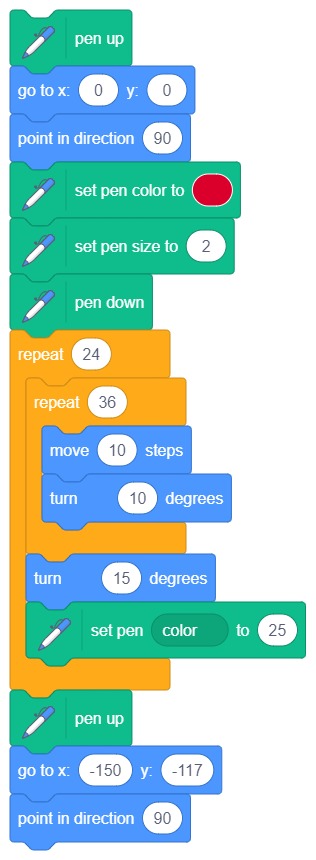 pen up
go to x: 0 y: 0
point in direction 90
set pen color to
set pen size to 2
pen down
repeat 24
repeat 36
move 10 steps
turn 10 degrees
turn 15 degrees
set pen color to 25
pen up
go to x: -150 y: -117
point in direction 90